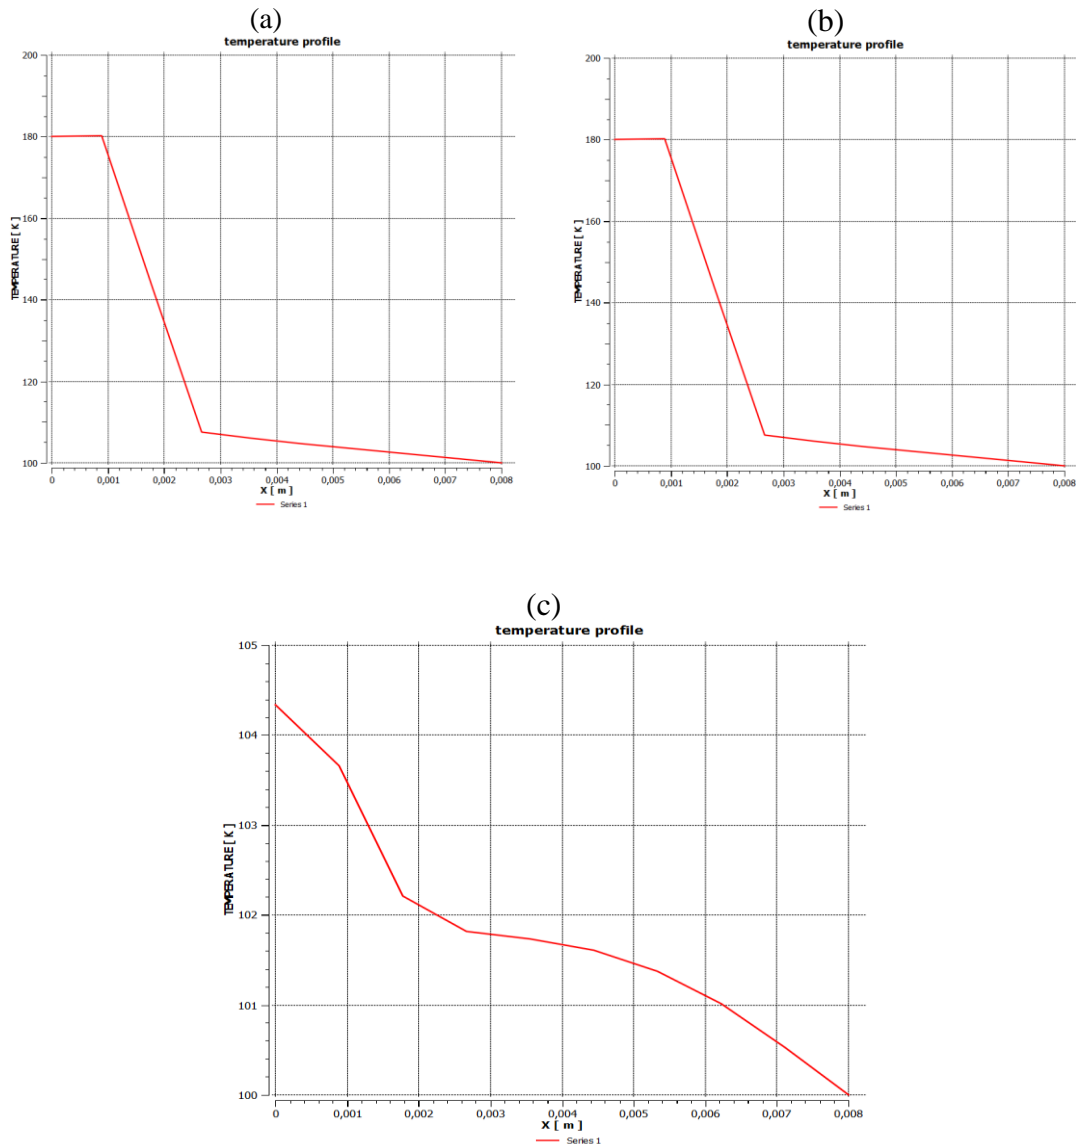 (a)
temperature profile
200
180
160
140
120
100
TEMPERATURE [ K ]
0 0,001 0,002 0,003 0,004 0,005 0,006 0,007 0,008
X [ m ]
Series 1
(b)
temperature profile
200
180
160
140
120
100
TEMPERATURE [ K ]
0 0,001 0,002 0,003 0,004 0,005 0,006 0,007 0,008
X [ m ]
Series 1
(c)
temperature profile
105
104
103
102
101
100
TEMPERATURE [ K ]
0 0,001 0,002 0,003 0,004 0,005 0,006 0,007 0,008
X [ m ]
Series 1